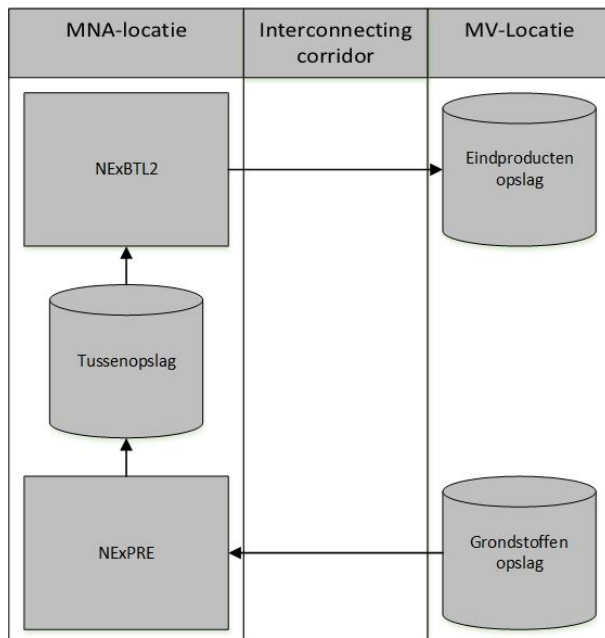 MNA-locatie
Interconnecting
corridor
MV-Locatie
NExBTL2
Eindproducten
opslag
Tussenopslag
NExPRE
Grondstoffen
opslag